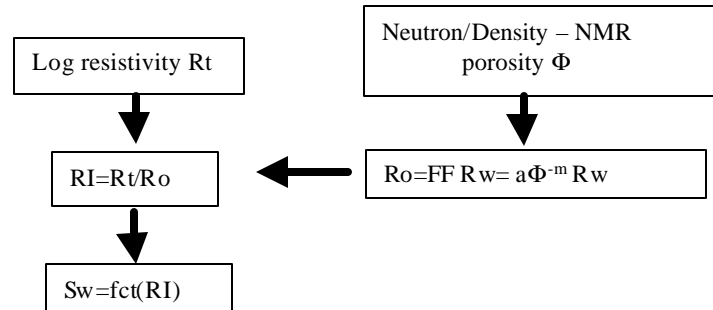 Log resistivity Rt
Neutron/Density – NMR
porosity Φ
RI=Rt/Ro
Ro=FF Rw= aΦ⁻ᵐ Rw
Sw=fct(RI)